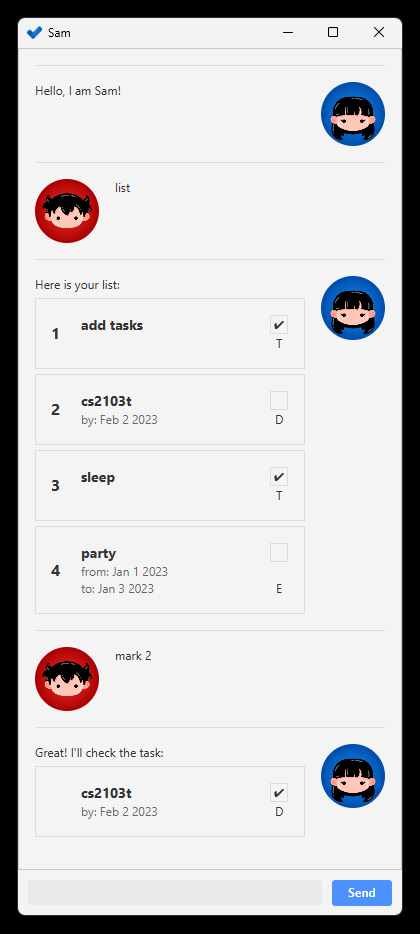 Sam
Hello, I am Sam!
list
Here is your list:
1 add tasks ✔
T
2 cs2103t
by: Feb 2 2023 D
3 sleep ✔
T
4 party
from: Jan 1 2023
to: Jan 3 2023 E
mark 2
Great! I'll check the task:
cs2103t ✔
by: Feb 2 2023 D
Send